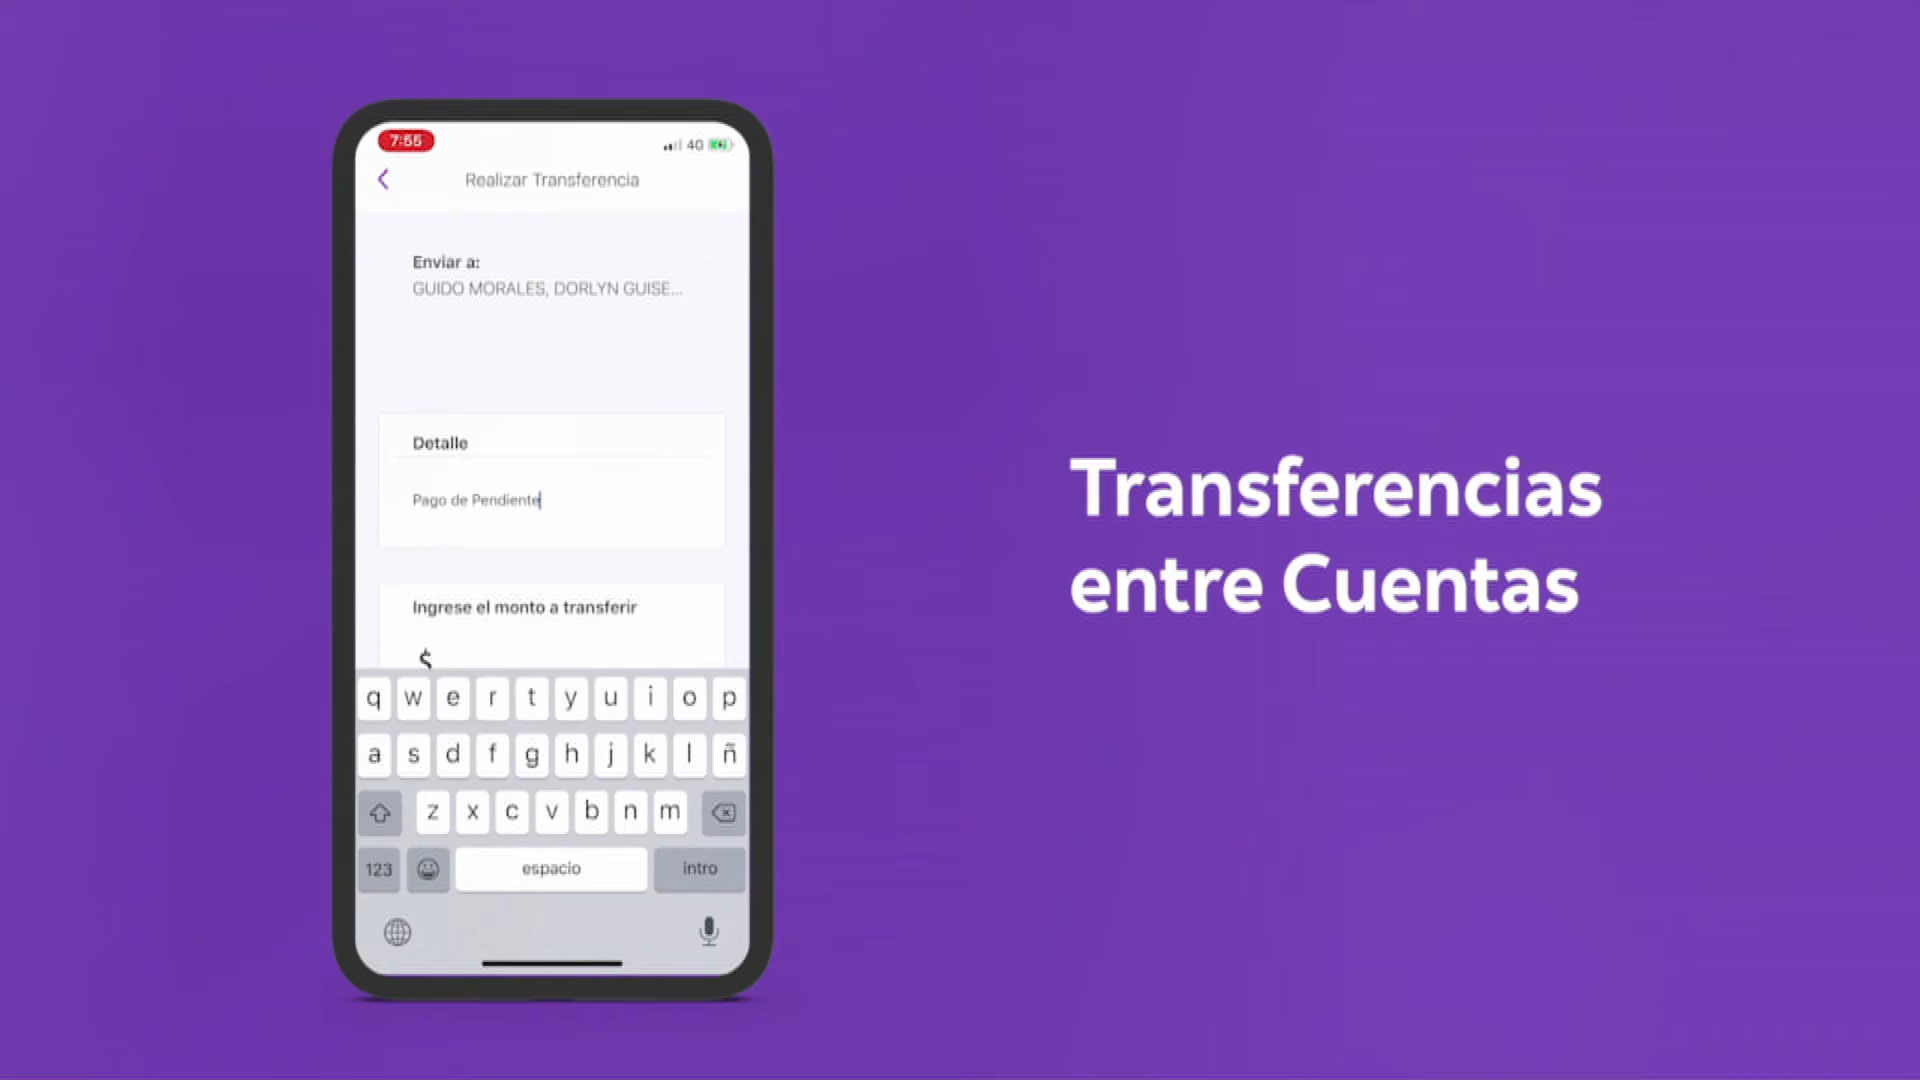 7:55
4G
Realizar Transferencia
Enviar a:
GUIDO MORALES, DORLYN GUISE...
Detalle
Pago de Pendiente
Ingrese el monto a transferir
$
q w e r t y u i o p
a s d f g h j k l ñ
z x c v b n m
123 espacio intro
Transferencias
entre Cuentas